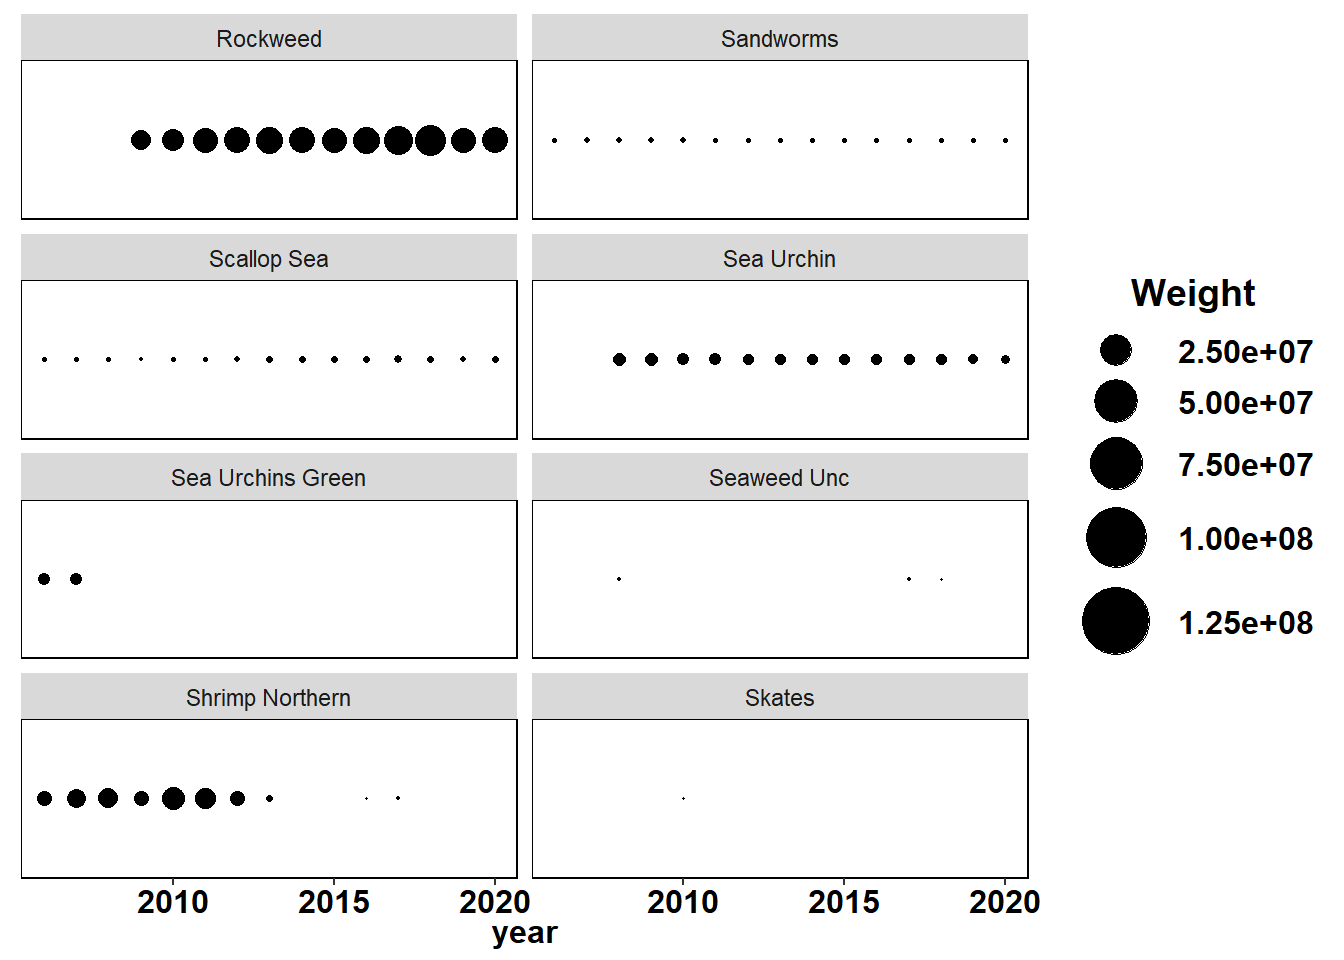 Rockweed
Sandworms
Scallop Sea
Sea Urchin
Sea Urchins Green
Seaweed Unc
Shrimp Northern
Skates
2010 2015 2020
2010 2015 2020
year
Weight
2.50e+07
5.00e+07
7.50e+07
1.00e+08
1.25e+08